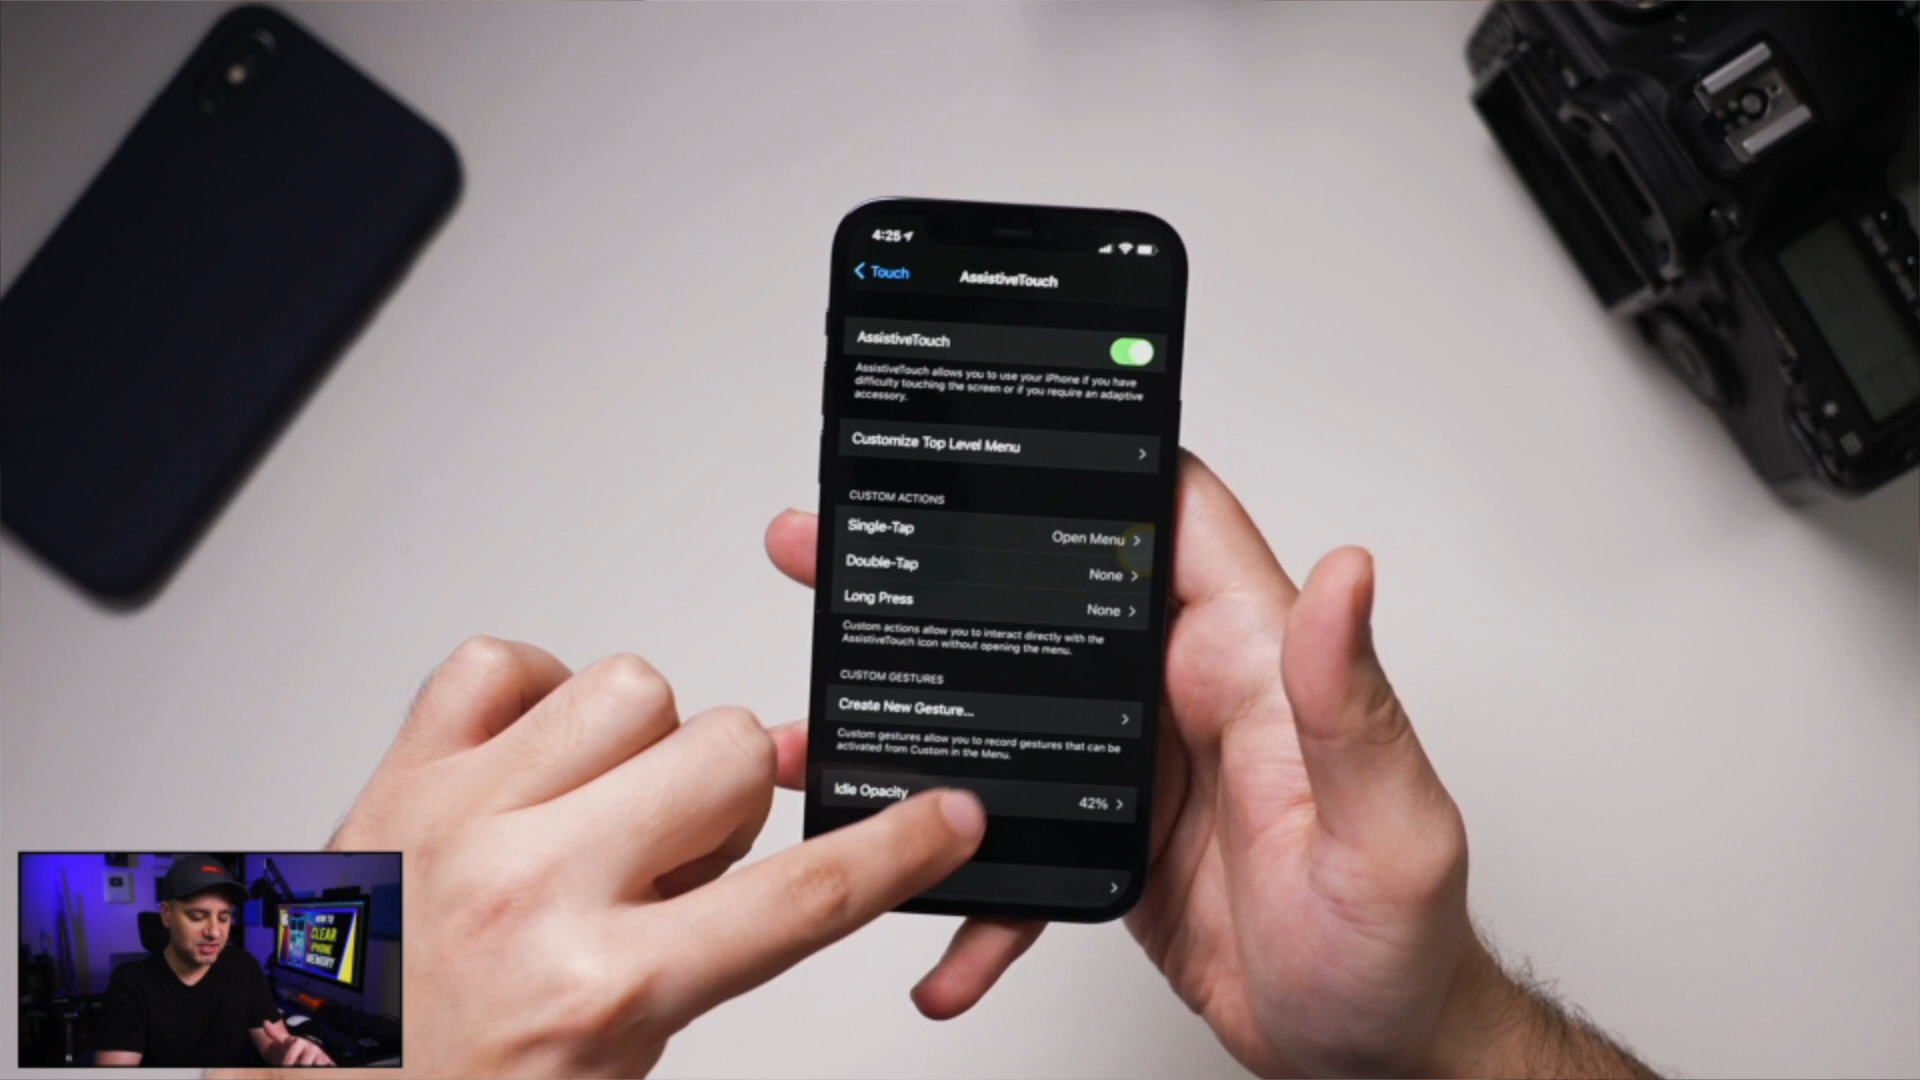 4:25
Touch
AssistiveTouch
AssistiveTouch
AssistiveTouch allows you to use your iPhone if you have
difficulty touching the screen or if you require an adaptive
accessory.
Customize Top Level Menu
CUSTOM ACTIONS
Single-Tap Open Menu
Double-Tap None
Long Press None
Custom actions allow you to interact directly with the
AssistiveTouch icon without opening the menu.
CUSTOM GESTURES
Create New Gesture...
Custom gestures allow you to record gestures that can be
activated from Custom in the Menu.
Idle Opacity 42%
HOW TO
CLEAR
IPHONE
MEMORY